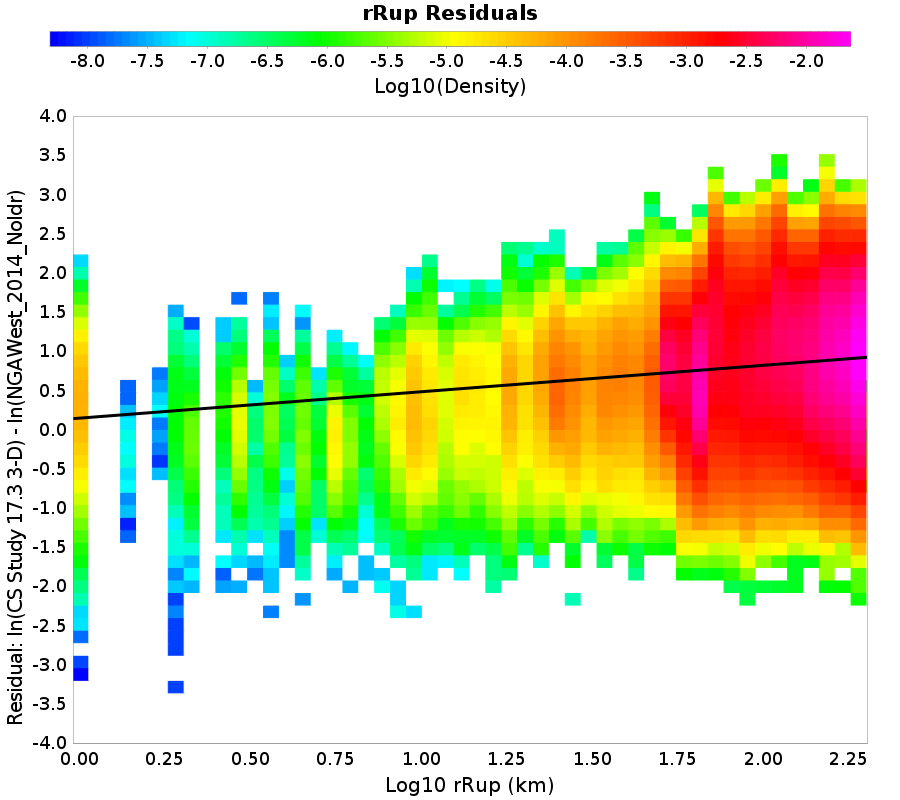 rRup Residuals
-8.0 -7.5 -7.0 -6.5 -6.0 -5.5 -5.0 -4.5 -4.0 -3.5 -3.0 -2.5 -2.0
Log10(Density)
Residual: ln(CS Study 17.3 3-D) - ln(NGAWest_2014_NoIdr)
4.0
3.5
3.0
2.5
2.0
1.5
1.0
0.5
0.0
-0.5
-1.0
-1.5
-2.0
-2.5
-3.0
-3.5
-4.0
0.00 0.25 0.50 0.75 1.00 1.25 1.50 1.75 2.00 2.25
Log10 rRup (km)